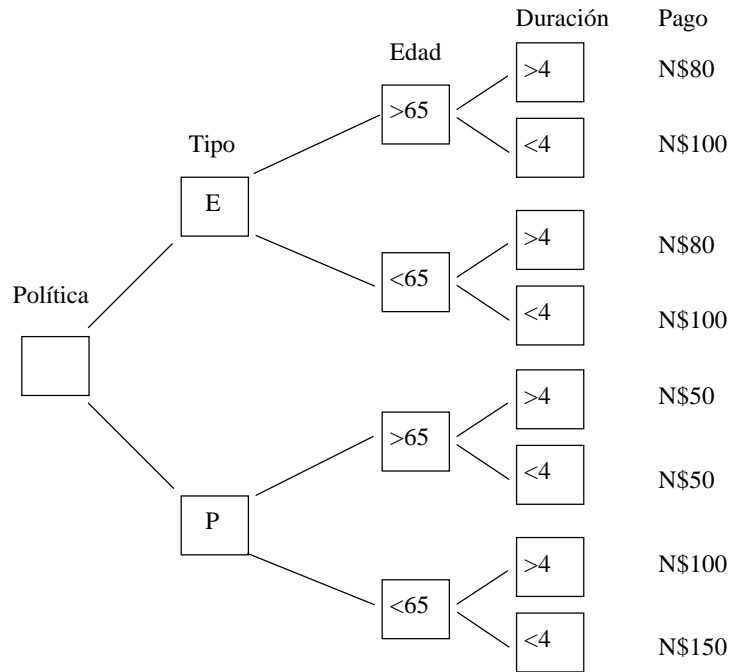 Duración Pago
Edad
>4 N$80
>65
<4 N$100
Tipo
E
>4 N$80
<65
<4 N$100
Política
>4 N$50
>65
<4 N$50
P
>4 N$100
<65
<4 N$150